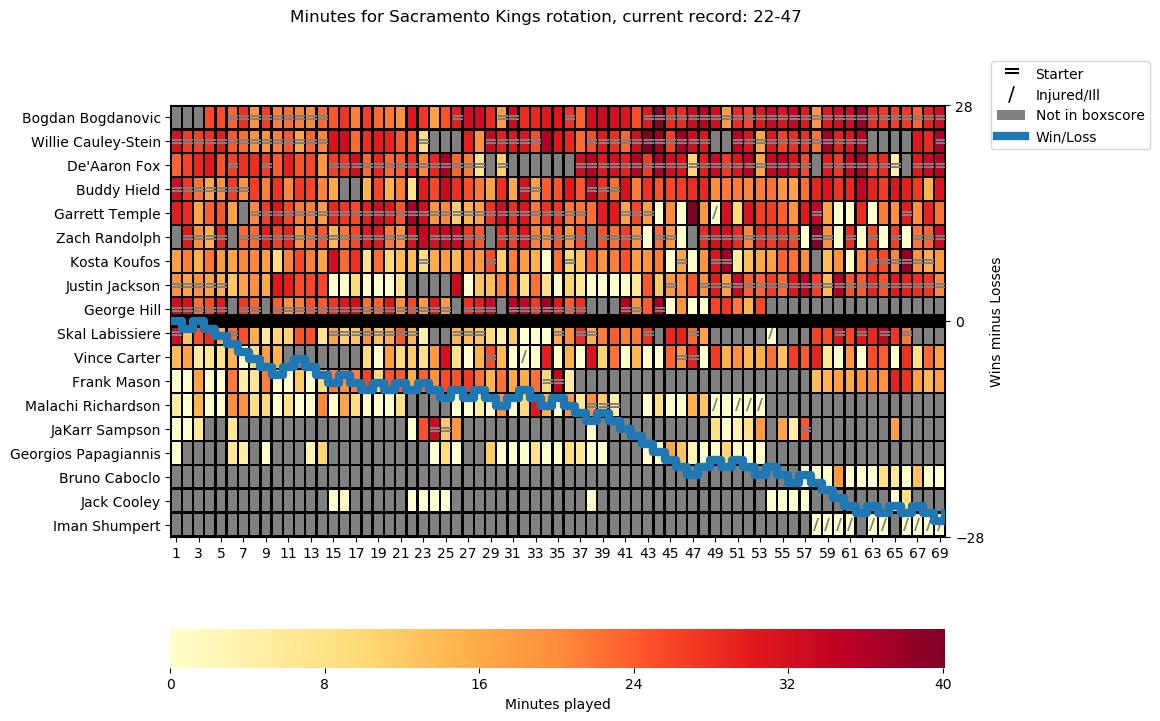 Minutes for Sacramento Kings rotation, current record: 22-47
Starter
Injured/Ill
Not in boxscore
Win/Loss
Bogdan Bogdanovic
Willie Cauley-Stein
De'Aaron Fox
Buddy Hield
Garrett Temple
Zach Randolph
Kosta Koufos
Justin Jackson
George Hill
Skal Labissiere
Vince Carter
Frank Mason
Malachi Richardson
JaKarr Sampson
Georgios Papagiannis
Bruno Caboclo
Jack Cooley
Iman Shumpert
28
0
−28
Wins minus Losses
1 3 5 7 9 11 13 15 17 19 21 23 25 27 29 31 33 35 37 39 41 43 45 47 49 51 53 55 57 59 61 63 65 67 69
0 8 16 24 32 40
Minutes played